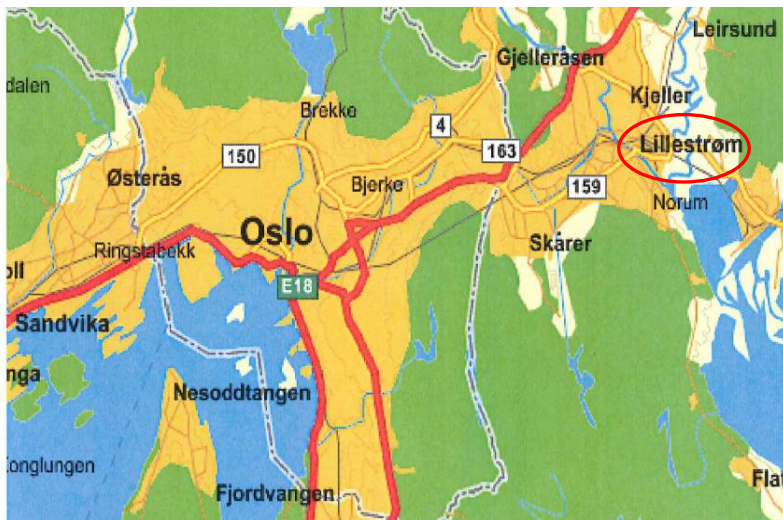 Leirsund
Gjelleråsen
dalen
Kjeller
Brekke
4
Lillestrøm
150
163
Østerås
Bjerke
159
Norum
Oslo
Ringstabekk
Skårer
oll
E18
Sandvika
nga
Nesoddtangen
Konglungen
Fjordvangen
Flat